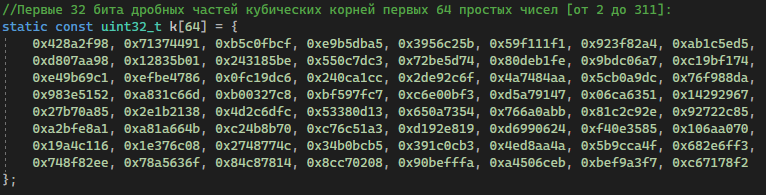 //Первые 32 бита дробных частей кубических корней первых 64 простых чисел [от 2 до 311]:
static const uint32_t k[64] = {
0x428a2f98, 0x71374491, 0xb5c0fbcf, 0xe9b5dba5, 0x3956c25b, 0x59f111f1, 0x923f82a4, 0xab1c5ed5,
0xd807aa98, 0x12835b01, 0x243185be, 0x550c7dc3, 0x72be5d74, 0x80deb1fe, 0x9bdc06a7, 0xc19bf174,
0xe49b69c1, 0xefbe4786, 0x0fc19dc6, 0x240ca1cc, 0x2de92c6f, 0x4a7484aa, 0x5cb0a9dc, 0x76f988da,
0x983e5152, 0xa831c66d, 0xb00327c8, 0xbf597fc7, 0xc6e00bf3, 0xd5a79147, 0x06ca6351, 0x14292967,
0x27b70a85, 0x2e1b2138, 0x4d2c6dfc, 0x53380d13, 0x650a7354, 0x766a0abb, 0x81c2c92e, 0x92722c85,
0xa2bfe8a1, 0xa81a664b, 0xc24b8b70, 0xc76c51a3, 0xd192e819, 0xd6990624, 0xf40e3585, 0x106aa070,
0x19a4c116, 0x1e376c08, 0x2748774c, 0x34b0bcb5, 0x391c0cb3, 0x4ed8aa4a, 0x5b9cca4f, 0x682e6ff3,
0x748f82ee, 0x78a5636f, 0x84c87814, 0x8cc70208, 0x90befffa, 0xa4506ceb, 0xbef9a3f7, 0xc67178f2
};